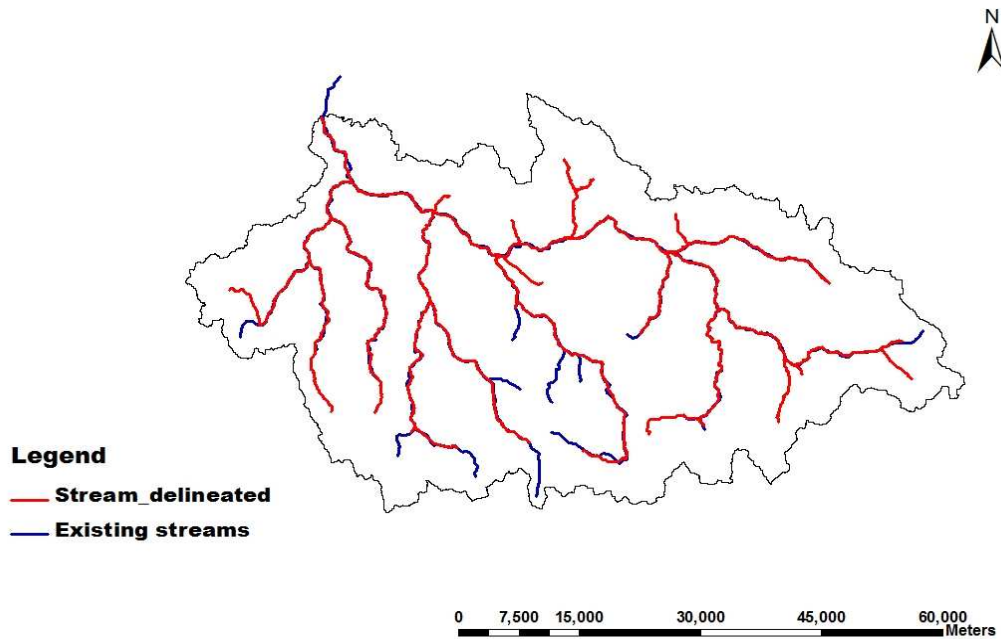 N
Legend
Stream_delineated
Existing streams
0 7,500 15,000 30,000 45,000 60,000
Meters